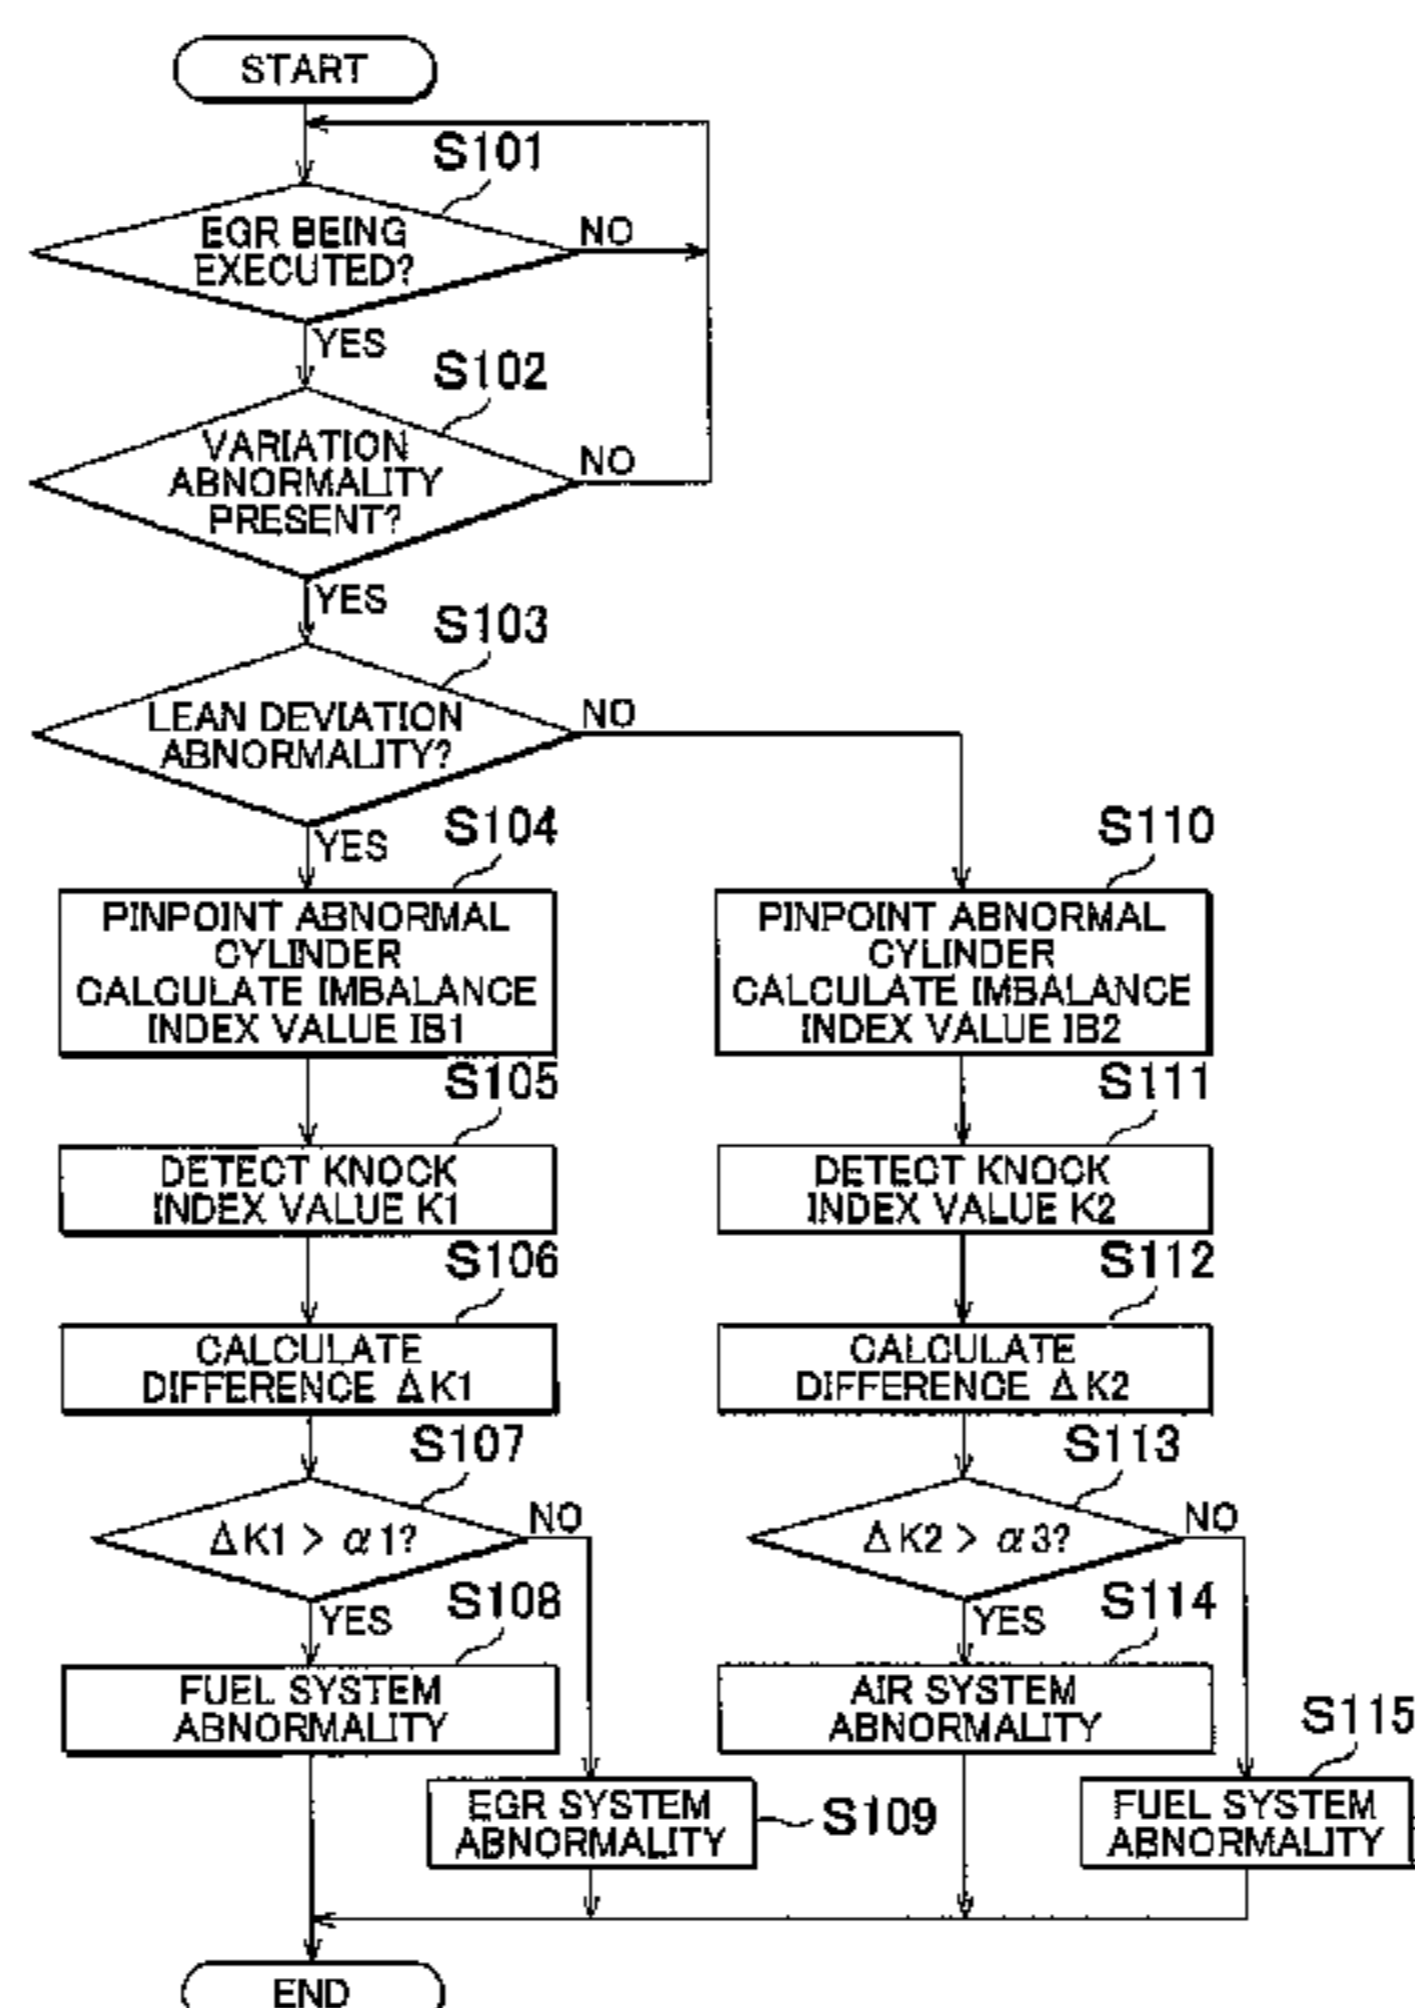 START
S101
EGR BEING
EXECUTED?
NO
YES
S102
VARIATION
ABNORMALITY
PRESENT?
NO
YES
S103
LEAN DEVIATION
ABNORMALITY?
NO
YES
S104
PINPOINT ABNORMAL
CYLINDER
CALCULATE IMBALANCE
INDEX VALUE IB1
S105
DETECT KNOCK
INDEX VALUE K1
S106
CALCULATE
DIFFERENCE ΔK1
S107
ΔK1 > α1?
NO
YES
S108
FUEL SYSTEM
ABNORMALITY
EGR SYSTEM
ABNORMALITY
S109
S110
PINPOINT ABNORMAL
CYLINDER
CALCULATE IMBALANCE
INDEX VALUE IB2
S111
DETECT KNOCK
INDEX VALUE K2
S112
CALCULATE
DIFFERENCE ΔK2
S113
ΔK2 > α3?
NO
YES
S114
AIR SYSTEM
ABNORMALITY
S115
FUEL SYSTEM
ABNORMALITY
END